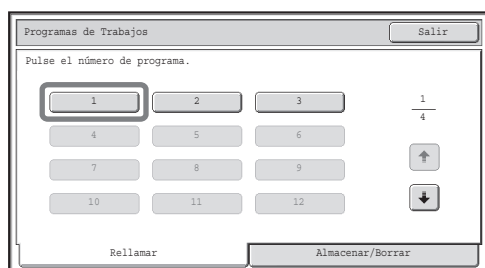 Programas de Trabajos
Salir
Pulse el número de programa.
1 2 3
1
4
4 5 6
7 8 9
10 11 12
Rellamar
Almacenar/Borrar